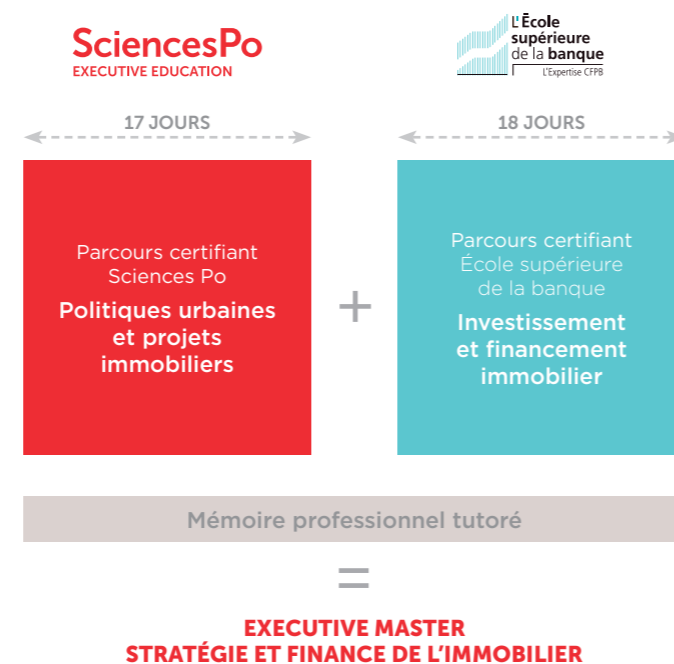 SciencesPo
EXECUTIVE EDUCATION
L'École
supérieure
de la banque
L'Expertise CFPB
17 JOURS
18 JOURS
Parcours certifiant
Sciences Po
Politiques urbaines
et projets
immobiliers
+
Parcours certifiant
École supérieure
de la banque
Investissement
et financement
immobilier
Mémoire professionnel tutoré
=
EXECUTIVE MASTER
STRATÉGIE ET FINANCE DE L'IMMOBILIER